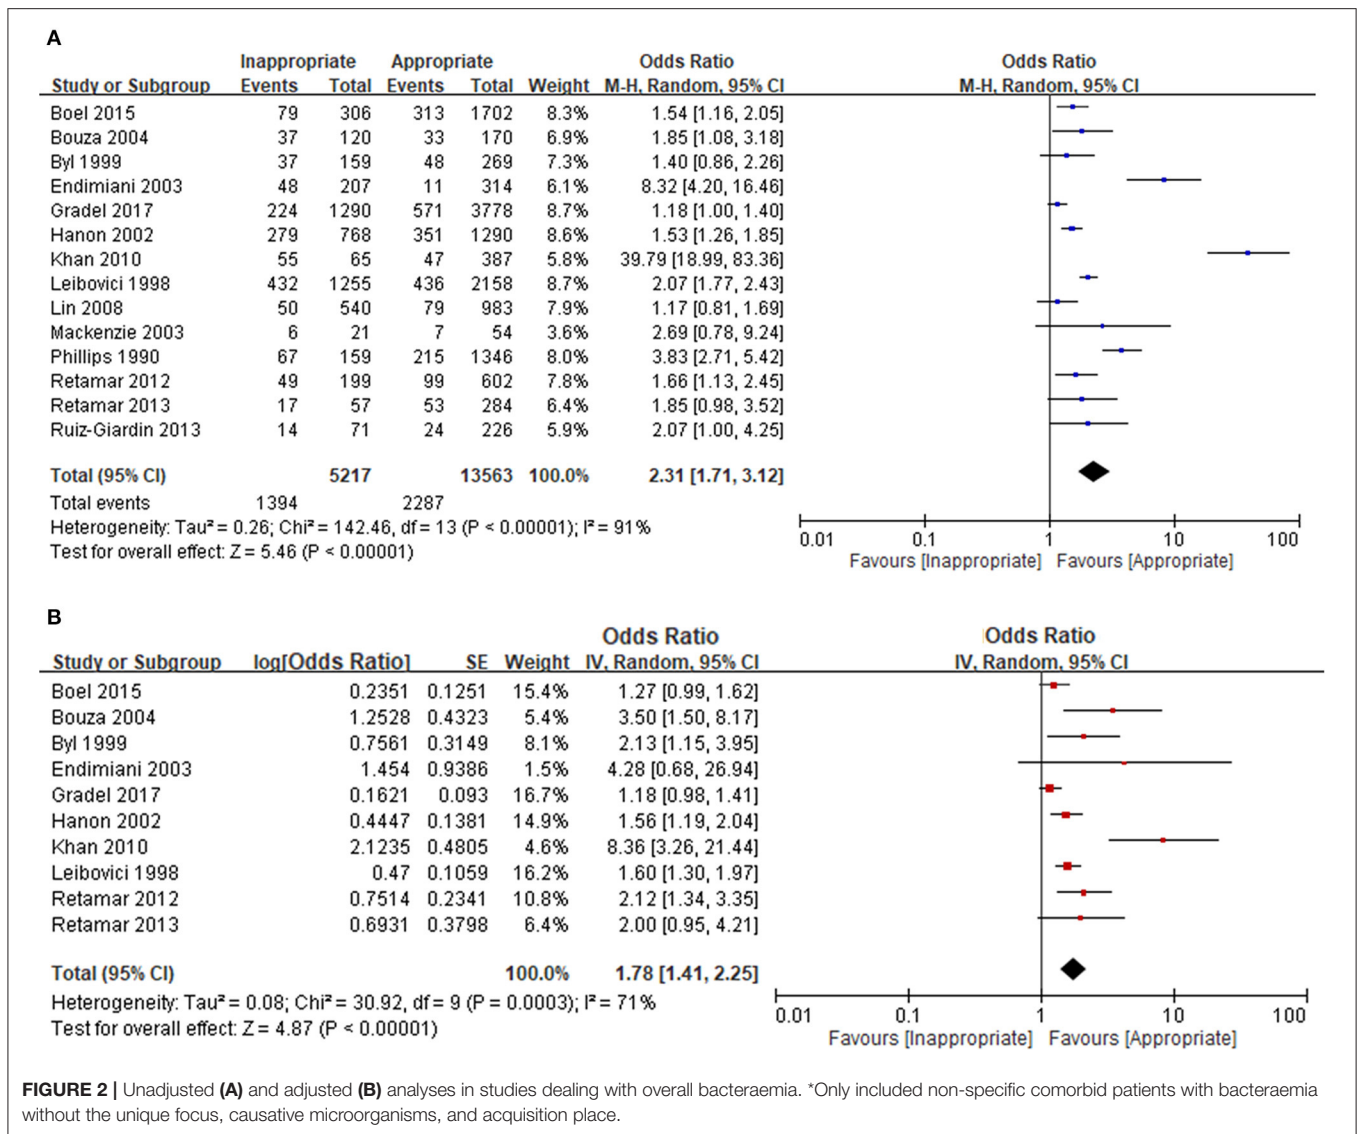 A
Inappropriate Appropriate Odds Ratio Odds Ratio
Study or Subgroup Events Total Events Total Weight M-H, Random, 95% CI M-H, Random, 95% CI
Boel 2015 79 306 313 1702 8.3% 1.54 [1.16, 2.05]
Bouza 2004 37 120 33 170 6.9% 1.85 [1.08, 3.18]
Byl 1999 37 159 48 269 7.3% 1.40 [0.86, 2.26]
Endimiani 2003 48 207 11 314 6.1% 8.32 [4.20, 16.46]
Gradel 2017 224 1290 571 3778 8.7% 1.18 [1.00, 1.40]
Hanon 2002 279 768 351 1290 8.6% 1.53 [1.26, 1.85]
Khan 2010 55 65 47 387 5.8% 39.79 [18.99, 83.36]
Leibovici 1998 432 1255 436 2158 8.7% 2.07 [1.77, 2.43]
Lin 2008 50 540 79 983 7.9% 1.17 [0.81, 1.69]
Mackenzie 2003 6 21 7 54 3.6% 2.69 [0.78, 9.24]
Phillips 1990 67 159 215 1346 8.0% 3.83 [2.71, 5.42]
Retamar 2012 49 199 99 602 7.8% 1.66 [1.13, 2.45]
Retamar 2013 17 57 53 284 6.4% 1.85 [0.98, 3.52]
Ruiz-Giardin 2013 14 71 24 226 5.9% 2.07 [1.00, 4.25]
Total (95% CI) 5217 13563 100.0% 2.31 [1.71, 3.12]
Total events 1394 2287
Heterogeneity: Tau² = 0.26; Chi² = 142.46, df = 13 (P < 0.00001); I² = 91%
Test for overall effect: Z = 5.46 (P < 0.00001)
0.01 0.1 1 10 100
Favours [Inappropriate] Favours [Appropriate]
B
Odds Ratio Odds Ratio
Study or Subgroup log[Odds Ratio] SE Weight IV, Random, 95% CI IV, Random, 95% CI
Boel 2015 0.2351 0.1251 15.4% 1.27 [0.99, 1.62]
Bouza 2004 1.2528 0.4323 5.4% 3.50 [1.50, 8.17]
Byl 1999 0.7561 0.3149 8.1% 2.13 [1.15, 3.95]
Endimiani 2003 1.454 0.9386 1.5% 4.28 [0.68, 26.94]
Gradel 2017 0.1621 0.093 16.7% 1.18 [0.98, 1.41]
Hanon 2002 0.4447 0.1381 14.9% 1.56 [1.19, 2.04]
Khan 2010 2.1235 0.4805 4.6% 8.36 [3.26, 21.44]
Leibovici 1998 0.47 0.1059 16.2% 1.60 [1.30, 1.97]
Retamar 2012 0.7514 0.2341 10.8% 2.12 [1.34, 3.35]
Retamar 2013 0.6931 0.3798 6.4% 2.00 [0.95, 4.21]
Total (95% CI) 100.0% 1.78 [1.41, 2.25]
Heterogeneity: Tau² = 0.08; Chi² = 30.92, df = 9 (P = 0.0003); I² = 71%
Test for overall effect: Z = 4.87 (P < 0.00001)
0.01 0.1 1 10 100
Favours [Inappropriate] Favours [Appropriate]
FIGURE 2 | Unadjusted (A) and adjusted (B) analyses in studies dealing with overall bacteraemia. *Only included non-specific comorbid patients with bacteraemia
without the unique focus, causative microorganisms, and acquisition place.